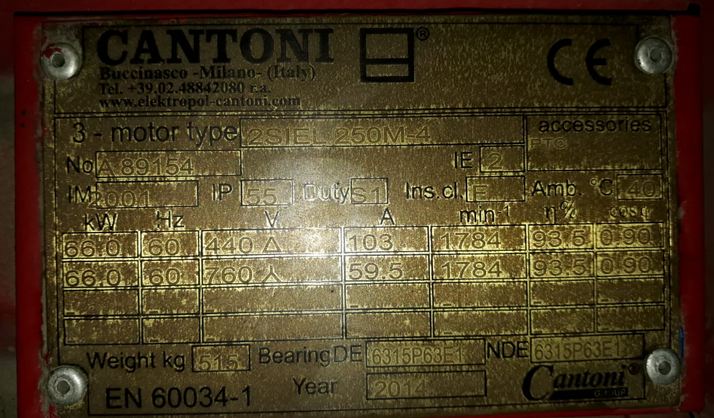 CANTONI ®
CE
Buccinasco -Milano- (Italy)
Tel. +39.02.48842080 r.a.
www.elektropol-cantoni.com
3 - motor type 2SIEL 250M-4 accessories
No A 89154 IE 2 PTC
IM 1001 IP 55 Duty S1 Ins.cl. F Amb. °C 40
kW Hz V A min-1 η% cosφ
66.0 60 440 Δ 103 1784 93.5 0.90
66.0 60 760 Y 59.5 1784 93.5 0.90
Weight kg 515 Bearing DE 6315P63E1 NDE
EN 60034-1 Year 2014 Cantoni®
GROUP